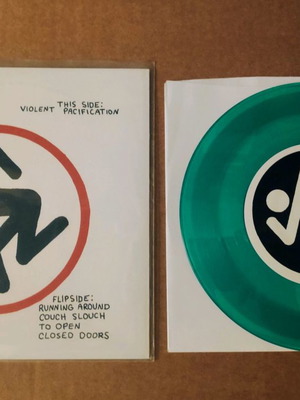 THIS SIDE:
VIOLENT PACIFICATION
FLIPSIDE:
RUNNING AROUND
COUCH SLOUCH
TO OPEN
CLOSED DOORS